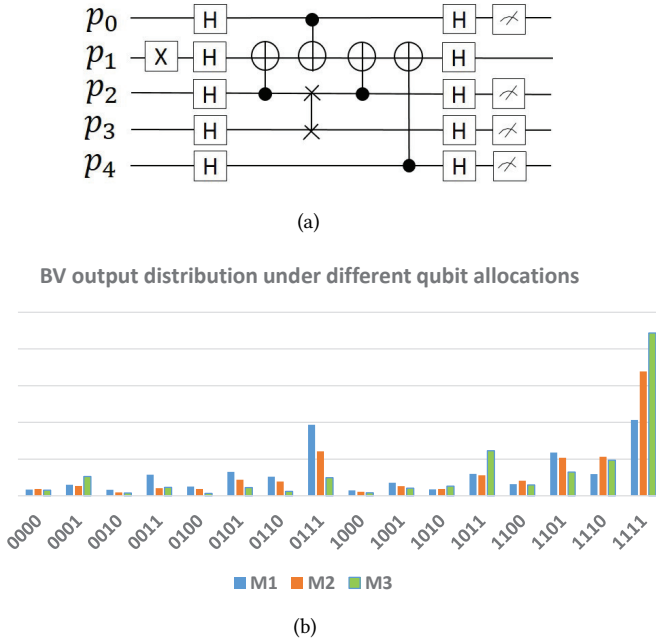 p₀ H H
p₁ X H H
p₂ H H
p₃ H H
p₄ H H
(a)
BV output distribution under different qubit allocations
0000 0001 0010 0011 0100 0101 0110 0111 1000 1001 1010 1011 1100 1101 1110 1111
M1 M2 M3
(b)